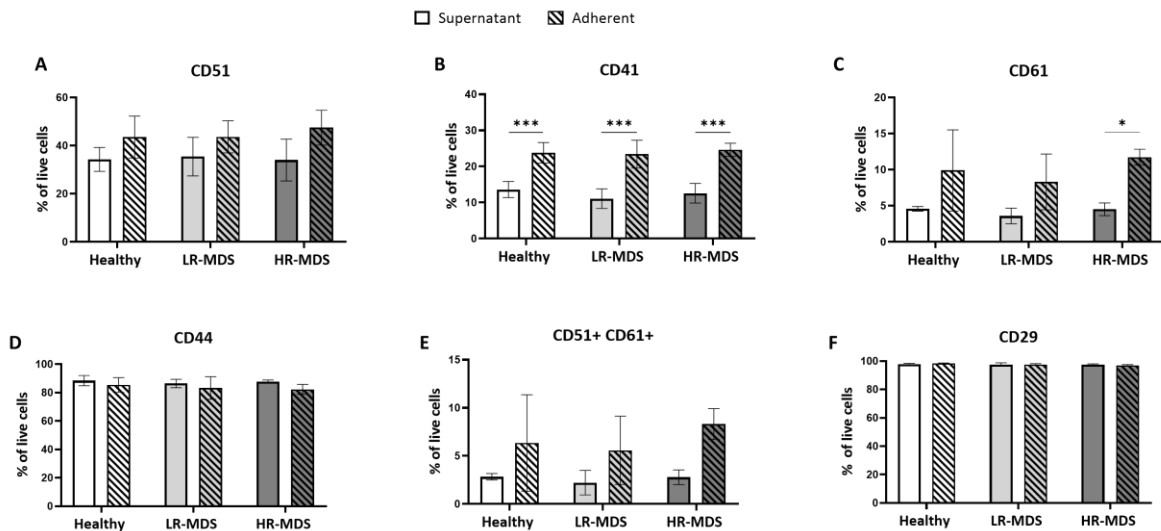 Supernatant Adherent
A
CD51
% of live cells
60
40
20
0
Healthy LR-MDS HR-MDS
B
CD41
% of live cells
40
30
20
10
0
*** *** ***
Healthy LR-MDS HR-MDS
C
CD61
% of live cells
20
15
10
5
0
*
Healthy LR-MDS HR-MDS
D
CD44
% of live cells
100
80
60
40
20
0
Healthy LR-MDS HR-MDS
E
CD51+ CD61+
% of live cells
15
10
5
0
Healthy LR-MDS HR-MDS
F
CD29
% of live cells
100
80
60
40
20
0
Healthy LR-MDS HR-MDS